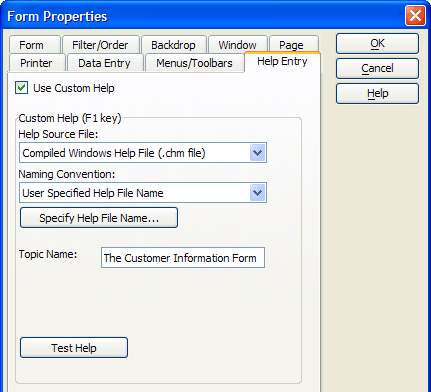 Form Properties
Form Filter/Order Backdrop Window Page
Printer Data Entry Menus/Toolbars Help Entry
OK
Cancel
Help
Use Custom Help
Custom Help (F1 key)
Help Source File:
Compiled Windows Help File (.chm file)
Naming Convention:
User Specified Help File Name
Specify Help File Name...
Topic Name: The Customer Information Form
Test Help